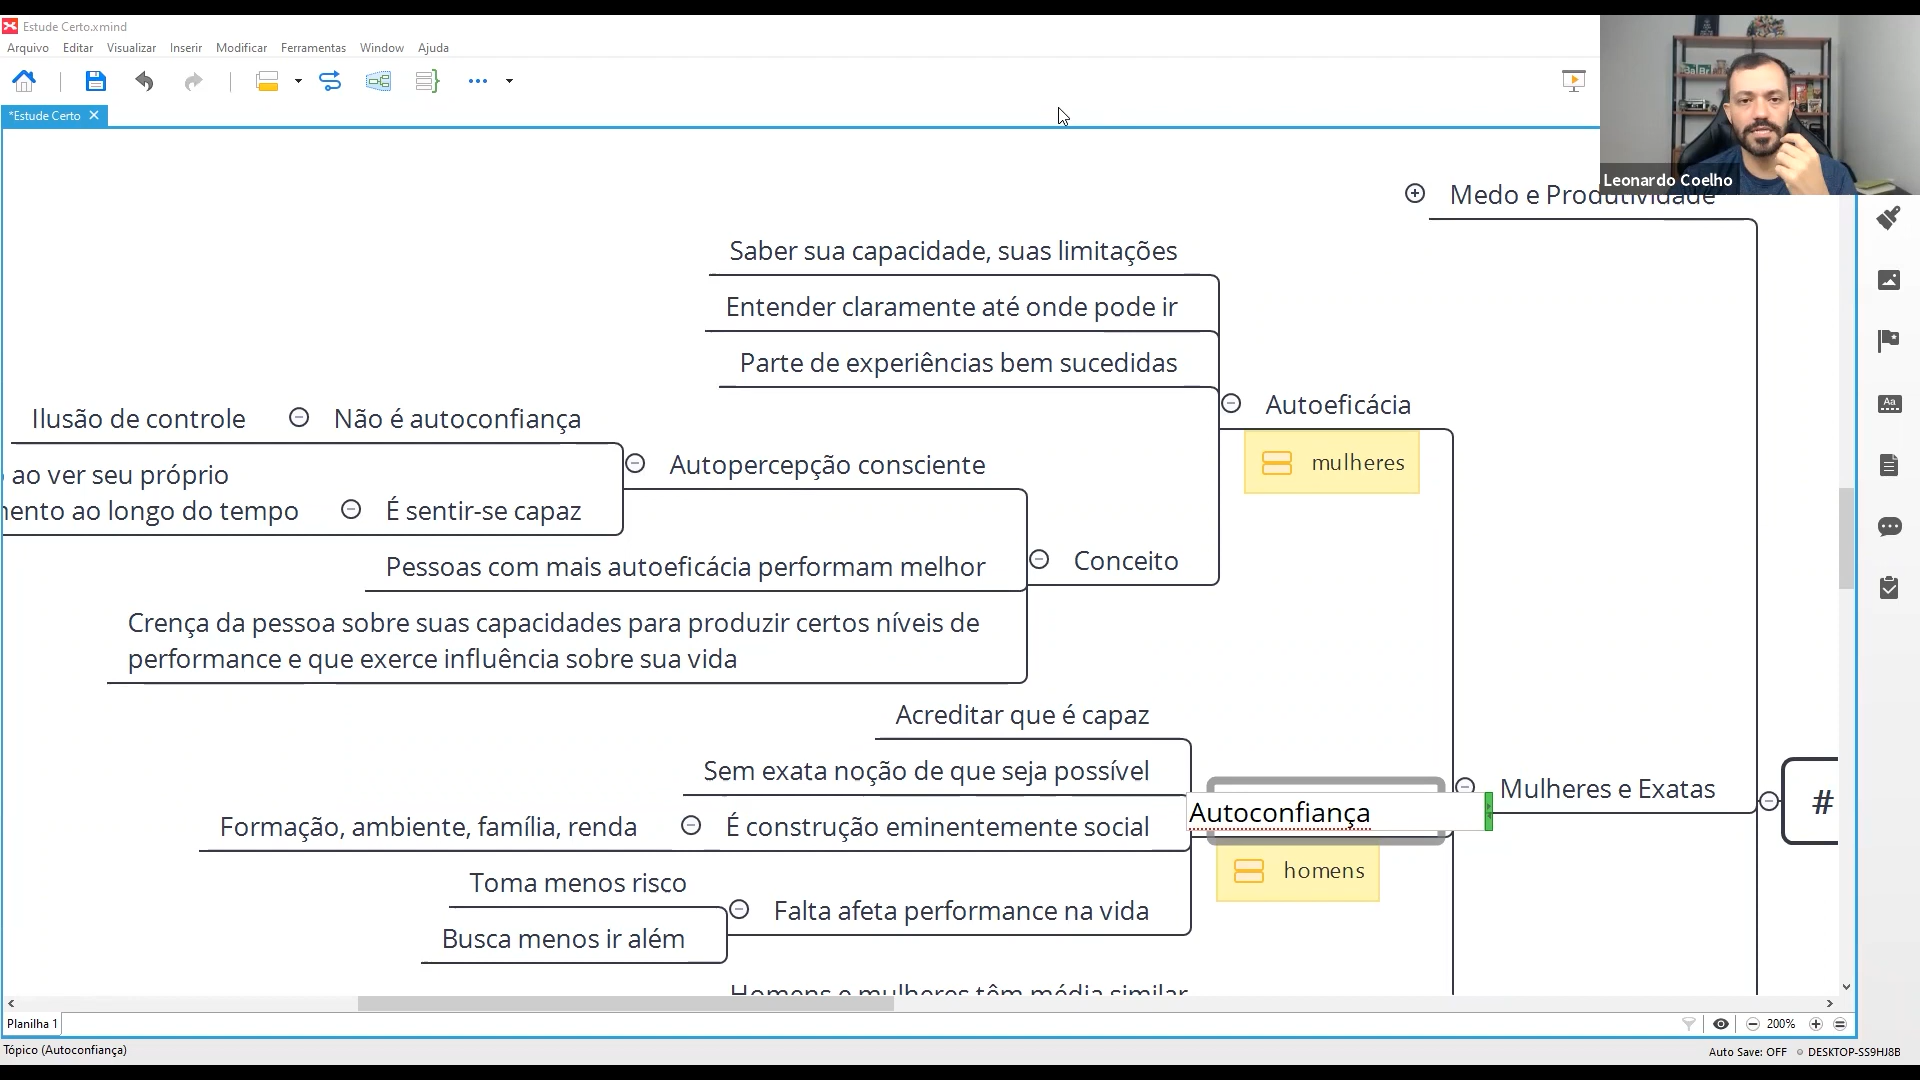 Estude Certo.xmind
Arquivo Editar Visualizar Inserir Modificar Ferramentas Window Ajuda
*Estude Certo
Leonardo Coelho
Medo e Produtividade
Saber sua capacidade, suas limitações
Entender claramente até onde pode ir
Parte de experiências bem sucedidas
Autoeficácia
mulheres
Ilusão de controle
Não é autoconfiança
Autopercepção consciente
ao ver seu próprio
ao longo do tempo
É sentir-se capaz
Pessoas com mais autoeficácia performam melhor
Conceito
Crença da pessoa sobre suas capacidades para produzir certos níveis de
performance e que exerce influência sobre sua vida
Acreditar que é capaz
Sem exata noção de que seja possível
Mulheres e Exatas
#
Autoconfiança
Formação, ambiente, família, renda
É construção eminentemente social
homens
Toma menos risco
Falta afeta performance na vida
Busca menos ir além
Homens e mulheres têm média similar
Planilha 1
200%
Tópico (Autoconfiança)
Auto Save: OFF
DESKTOP-SS9HJ8B